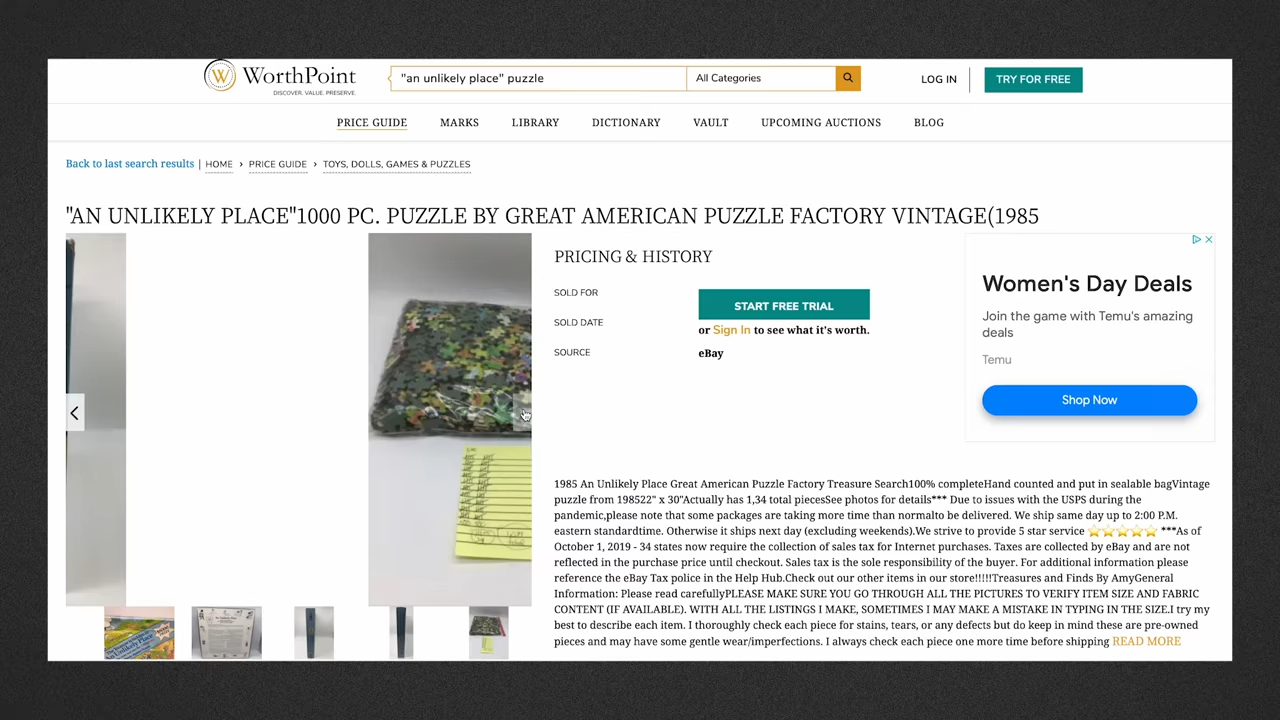 WorthPoint
DISCOVER. VALUE. PRESERVE.
"an unlikely place" puzzle
All Categories
LOG IN
TRY FOR FREE
PRICE GUIDE
MARKS
LIBRARY
DICTIONARY
VAULT
UPCOMING AUCTIONS
BLOG
Back to last search results | HOME › PRICE GUIDE › TOYS, DOLLS, GAMES & PUZZLES
"AN UNLIKELY PLACE"1000 PC. PUZZLE BY GREAT AMERICAN PUZZLE FACTORY VINTAGE(1985
PRICING & HISTORY
SOLD FOR
START FREE TRIAL
SOLD DATE
or Sign In to see what it's worth.
SOURCE
eBay
Women's Day Deals
Join the game with Temu's amazing
deals
Temu
Shop Now
1985 An Unlikely Place Great American Puzzle Factory Treasure Search100% completeHand counted and put in sealable bagVintage
puzzle from 198522" x 30"Actually has 1,34 total piecesSee photos for details*** Due to issues with the USPS during the
pandemic,please note that some packages are taking more time than normalto be delivered. We ship same day up to 2:00 P.M.
eastern standardtime. Otherwise it ships next day (excluding weekends).We strive to provide 5 star service ⭐⭐⭐⭐⭐ ***As of
October 1, 2019 - 34 states now require the collection of sales tax for Internet purchases. Taxes are collected by eBay and are not
reflected in the purchase price until checkout. Sales tax is the sole responsibility of the buyer. For additional information please
reference the eBay Tax police in the Help Hub.Check out our other items in our store!!!!!Treasures and Finds By AmyGeneral
Information: Please read carefullyPLEASE MAKE SURE YOU GO THROUGH ALL THE PICTURES TO VERIFY ITEM SIZE AND FABRIC
CONTENT (IF AVAILABLE). WITH ALL THE LISTINGS I MAKE, SOMETIMES I MAY MAKE A MISTAKE IN TYPING IN THE SIZE.I try my
best to describe each item. I thoroughly check each piece for stains, tears, or any defects but do keep in mind these are pre-owned
pieces and may have some gentle wear/imperfections. I always check each piece one more time before shipping READ MORE